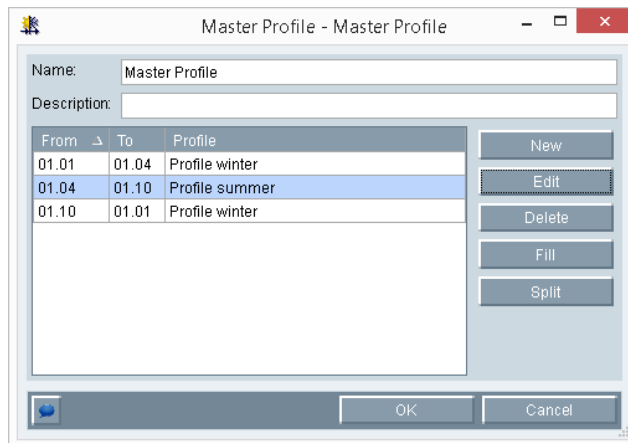 Master Profile - Master Profile
Name: Master Profile
Description:
From To Profile
01.01 01.04 Profile winter
01.04 01.10 Profile summer
01.10 01.01 Profile winter
New
Edit
Delete
Fill
Split
OK Cancel